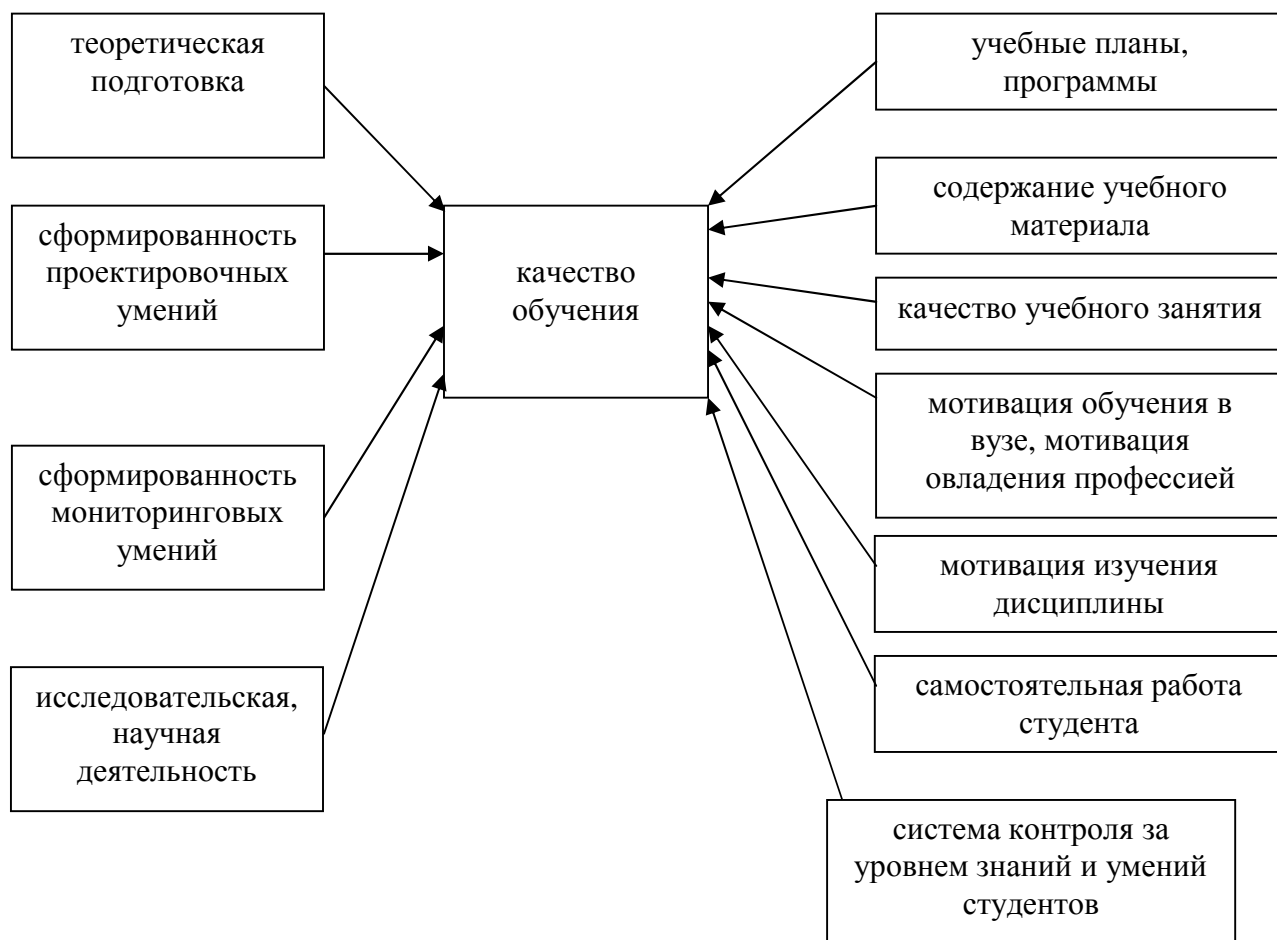 теоретическая
подготовка
сформированность
проектировочных
умений
сформированность
мониторинговых
умений
исследовательская,
научная
деятельность
качество
обучения
учебные планы,
программы
содержание учебного
материала
качество учебного занятия
мотивация обучения в
вузе, мотивация
овладения профессией
мотивация изучения
дисциплины
самостоятельная работа
студента
система контроля за
уровнем знаний и умений
студентов